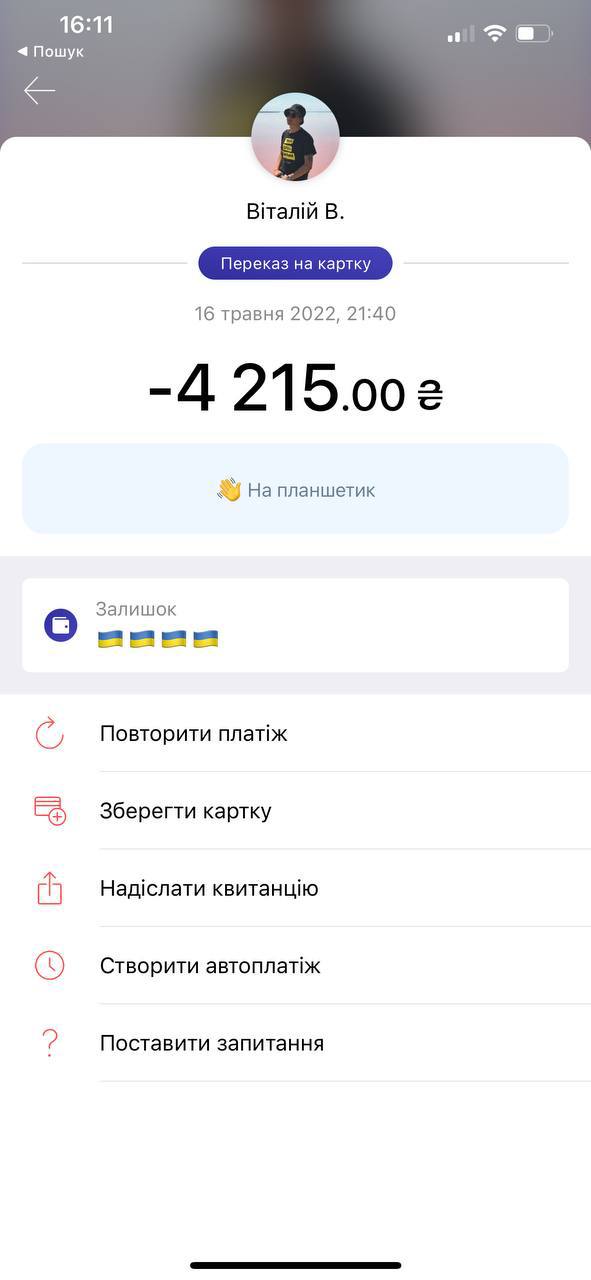 16:11
◀ Пошук
Віталій В.
Переказ на картку
16 травня 2022, 21:40
-4 215.00 ₴
👋 На планшетик
Залишок
🇺🇦 🇺🇦 🇺🇦 🇺🇦
Повторити платіж
Зберегти картку
Надіслати квитанцію
Створити автоплатіж
Поставити запитання